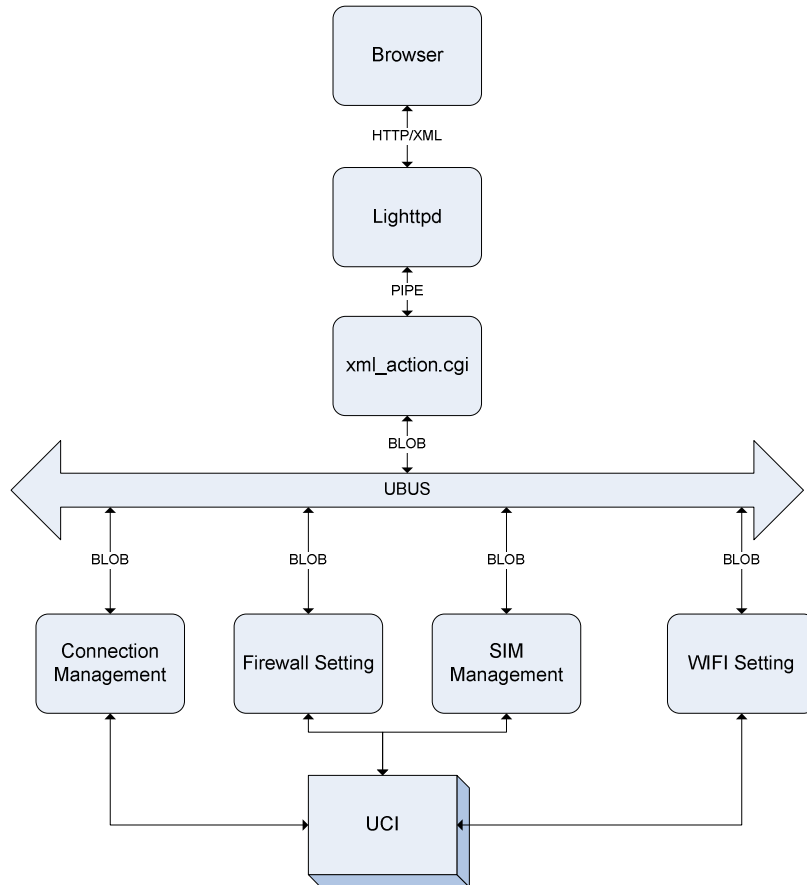 Browser
HTTP/XML
Lighttpd
PIPE
xml_action.cgi
BLOB
UBUS
BLOB
BLOB
BLOB
BLOB
Connection
Management
Firewall Setting
SIM
Management
WIFI Setting
UCI